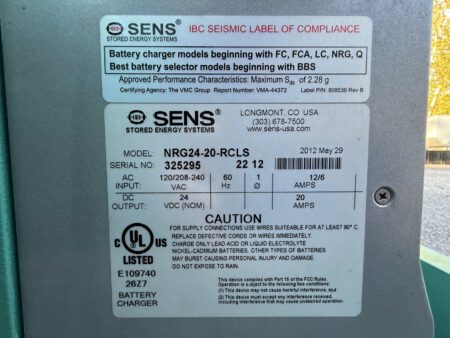 IBC
SENS®
STORED ENERGY SYSTEMS
IBC SEISMIC LABEL OF COMPLIANCE
Battery charger models beginning with FC, FCA, LC, NRG, Q
Best battery selector models beginning with BBS
Approved Performance Characteristics: Maximum Sds of 2.28 g
Certifying Agency: The VMC Group Report Number: VMA-44372 Label P/N: 808536 Rev B
SENS®
STORED ENERGY SYSTEMS
LONGMONT, CO USA
(303) 678-7500
www.sens-usa.com
MODEL: NRG24-20-RCLS 2012 May 29
SERIAL NO: 325295 22 12
AC INPUT: 120/208-240 VAC 60 Hz 1 Ø 12/6 AMPS
DC OUTPUT: 24 VDC (NOM) 20 AMPS
CAUTION
FOR SUPPLY CONNECTIONS USE WIRES SUITABLE FOR AT LEAST 90° C.
REPLACE DEFECTIVE CORDS OR WIRES IMMEDIATELY.
CHARGE ONLY LEAD ACID OR LIQUID ELECTROLYTE
NICKEL-CADMIUM BATTERIES. OTHER TYPES OF BATTERIES
MAY BURST CAUSING PERSONAL INJURY AND DAMAGE.
DO NOT EXPOSE TO RAIN.
C UL US
LISTED
E109740
26Z7
BATTERY
CHARGER
This device complies with Part 15 of the FCC Rules.
Operation is subject to the following two conditions:
(1) This device may not cause harmful interference, and
(2) This device must accept any interference received,
including interference that may cause undesired operation.